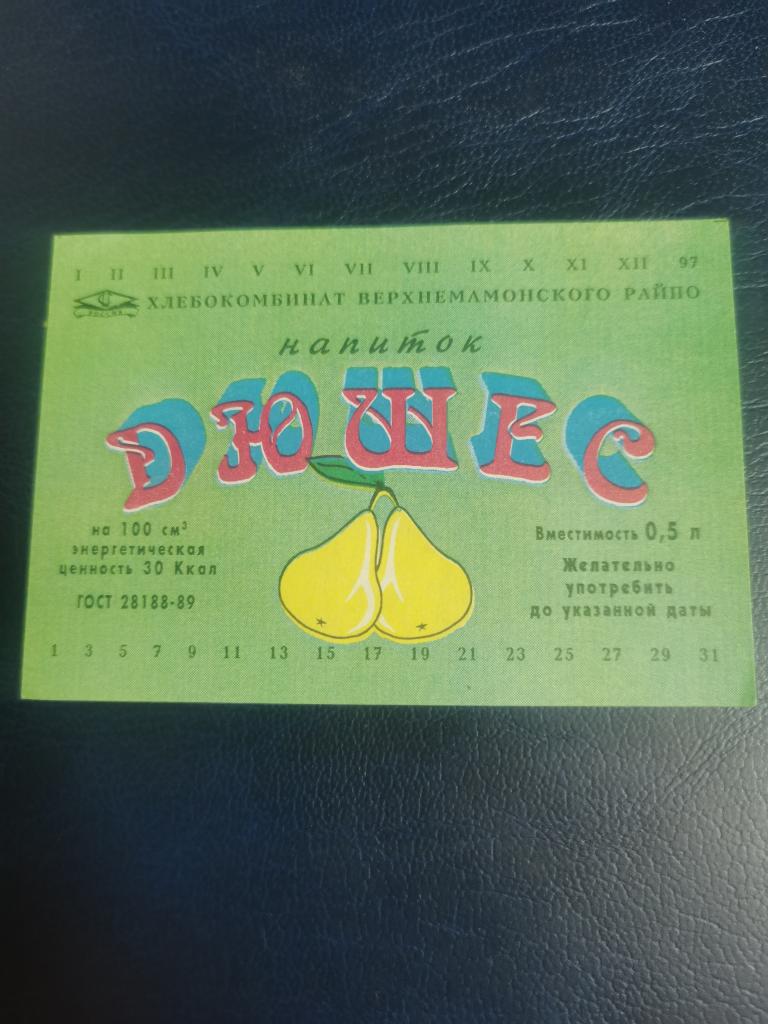 I II III IV V VI VII VIII IX X XI XII 97
РОССИЯ ХЛЕБОКОМБИНАТ ВЕРХНЕМАМОНСКОГО РАЙПО
напиток
ДЮШЕС
на 100 см³
энергетическая
ценность 30 Ккал
ГОСТ 28188-89
Вместимость 0,5 л
Желательно
употребить
до указанной даты
1 3 5 7 9 11 13 15 17 19 21 23 25 27 29 31